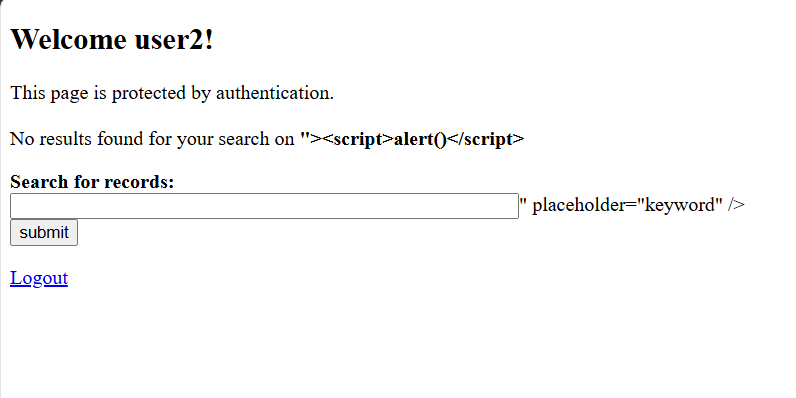 Welcome user2!
This page is protected by authentication.
No results found for your search on "><script>alert()</script>
Search for records:
" placeholder="keyword" />
submit
Logout